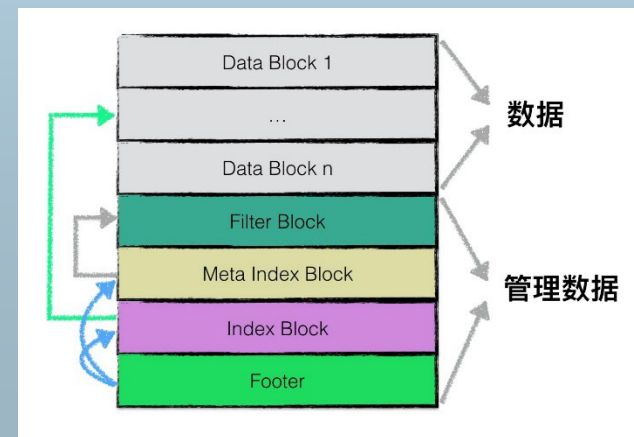 Data Block 1
...
数据
Data Block n
Filter Block
Meta Index Block
管理数据
Index Block
Footer